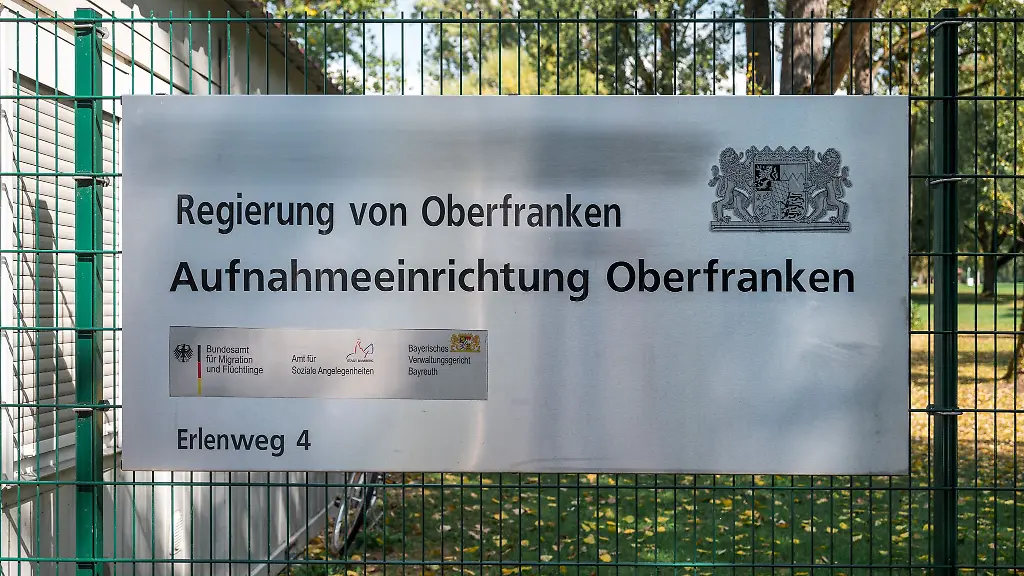 Regierung von Oberfranken
Aufnahmeeinrichtung Oberfranken
Bundesamt
für Migration
und Flüchtlinge
Amt für
Soziale Angelegenheiten
Bayerisches
Verwaltungsgericht
Bayreuth
Erlenweg 4